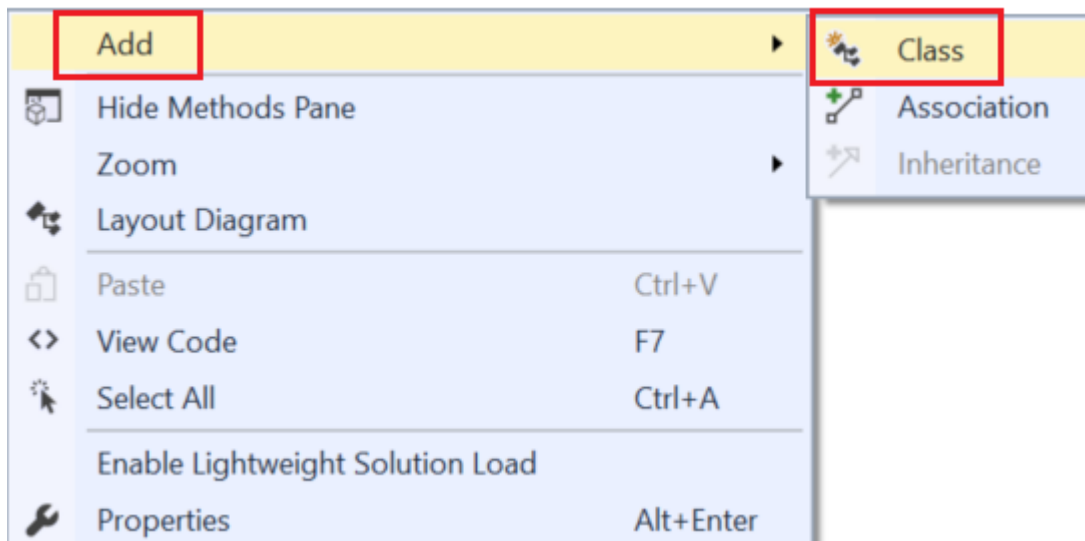 Add
Hide Methods Pane
Zoom
Layout Diagram
Paste Ctrl+V
View Code F7
Select All Ctrl+A
Enable Lightweight Solution Load
Properties Alt+Enter
Class
Association
Inheritance